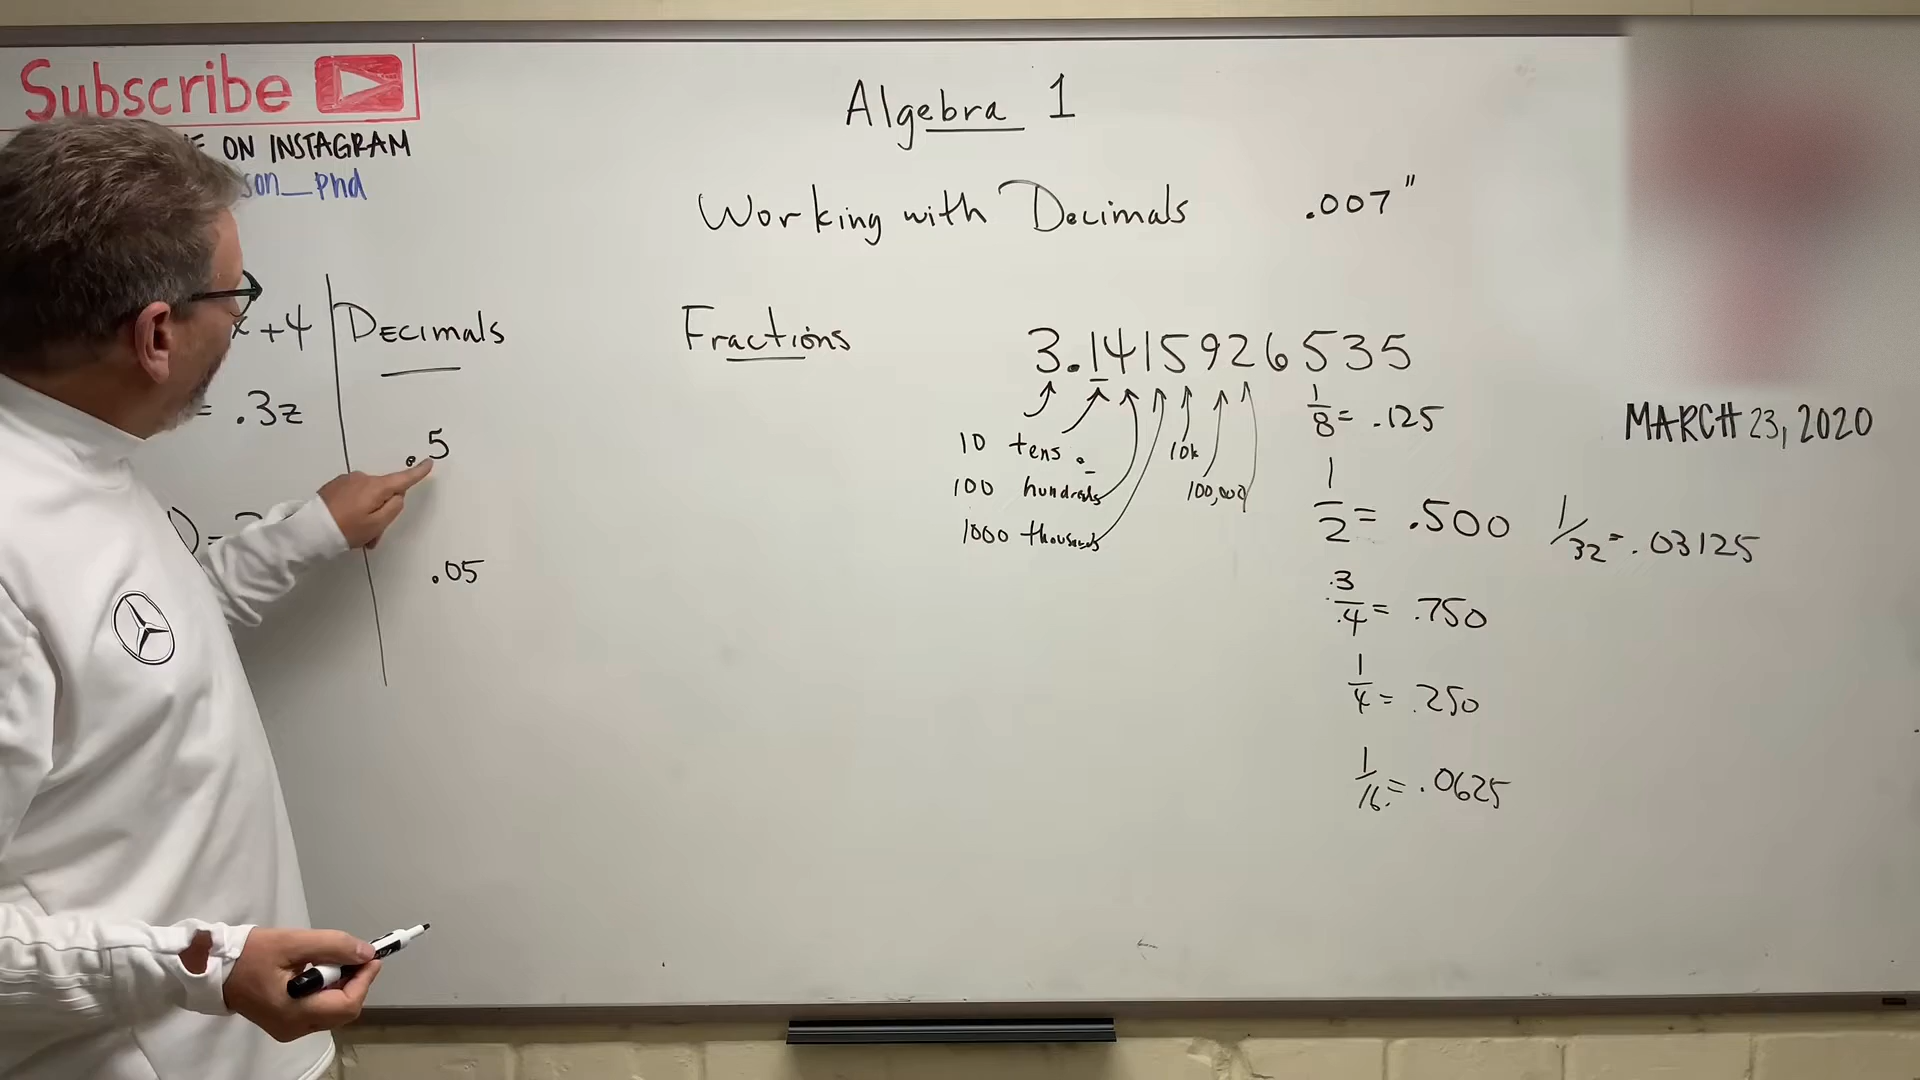 Subscribe
ON INSTAGRAM
son_phd
Algebra 1
Working with Decimals
.007"
x+4
Decimals
Fractions
3.1415926535
= .3z
.5
.05
10 tens
100 hundreds
1000 thousands
10k
100,000
1/8 = .125
1/2 = .500
3/4 = .750
1/4 = .250
1/16 = .0625
1/32 = .03125
MARCH 23, 2020